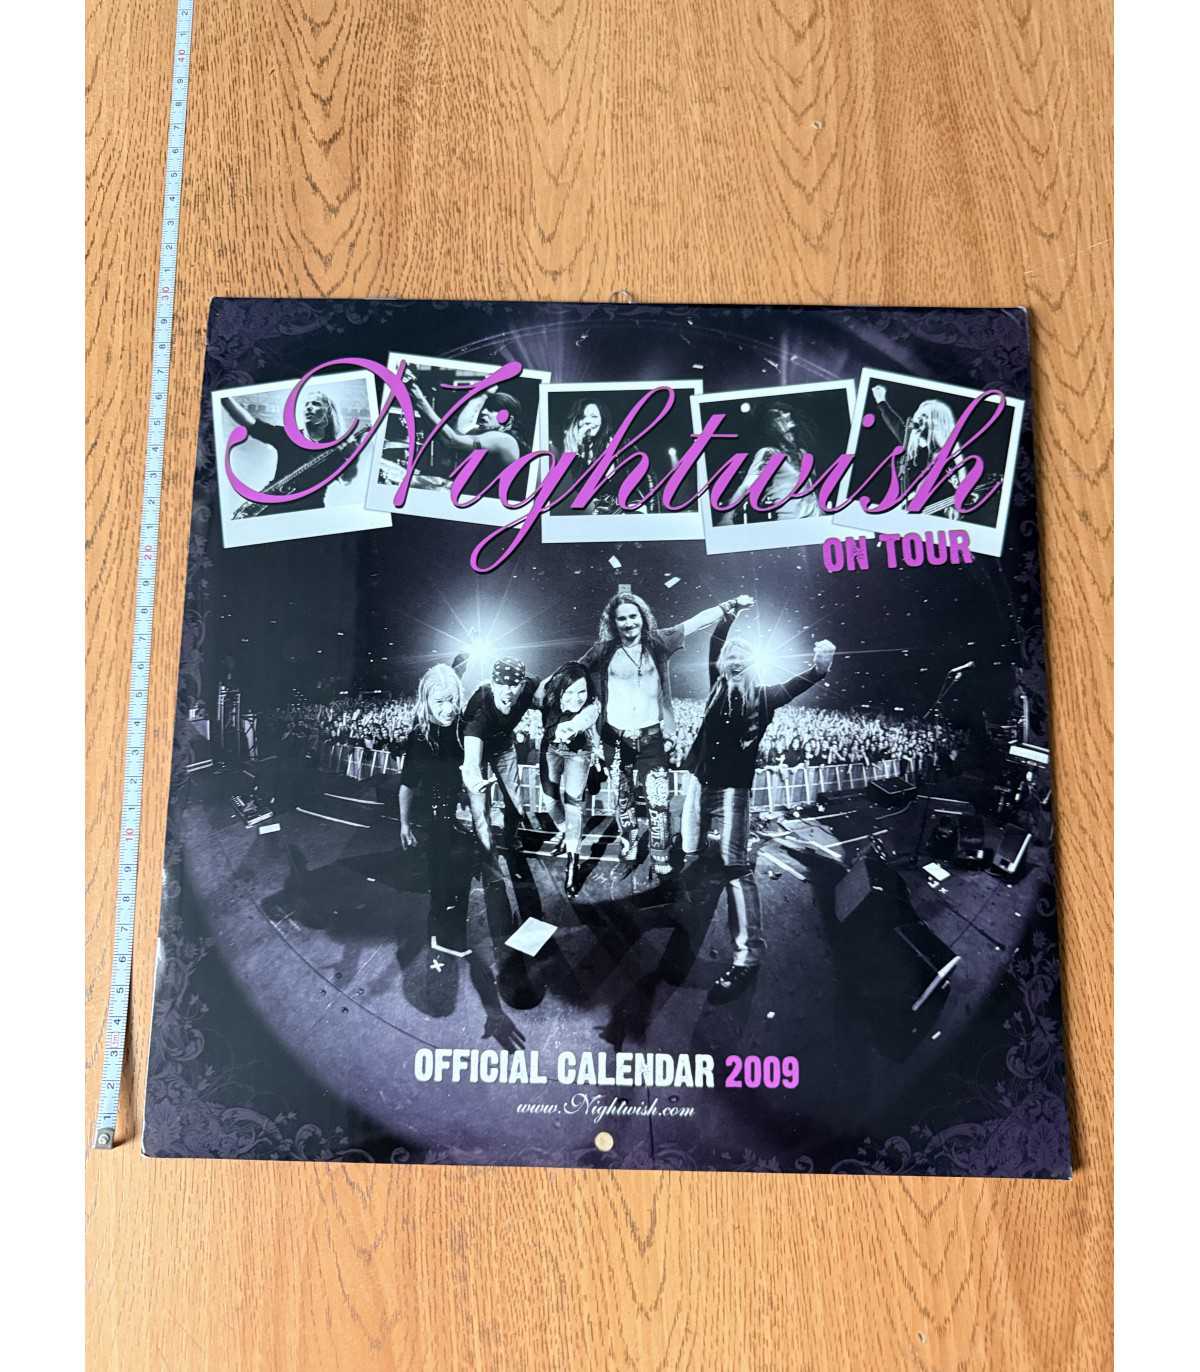 Nightwish
ON TOUR
OFFICIAL CALENDAR 2009
www.Nightwish.com